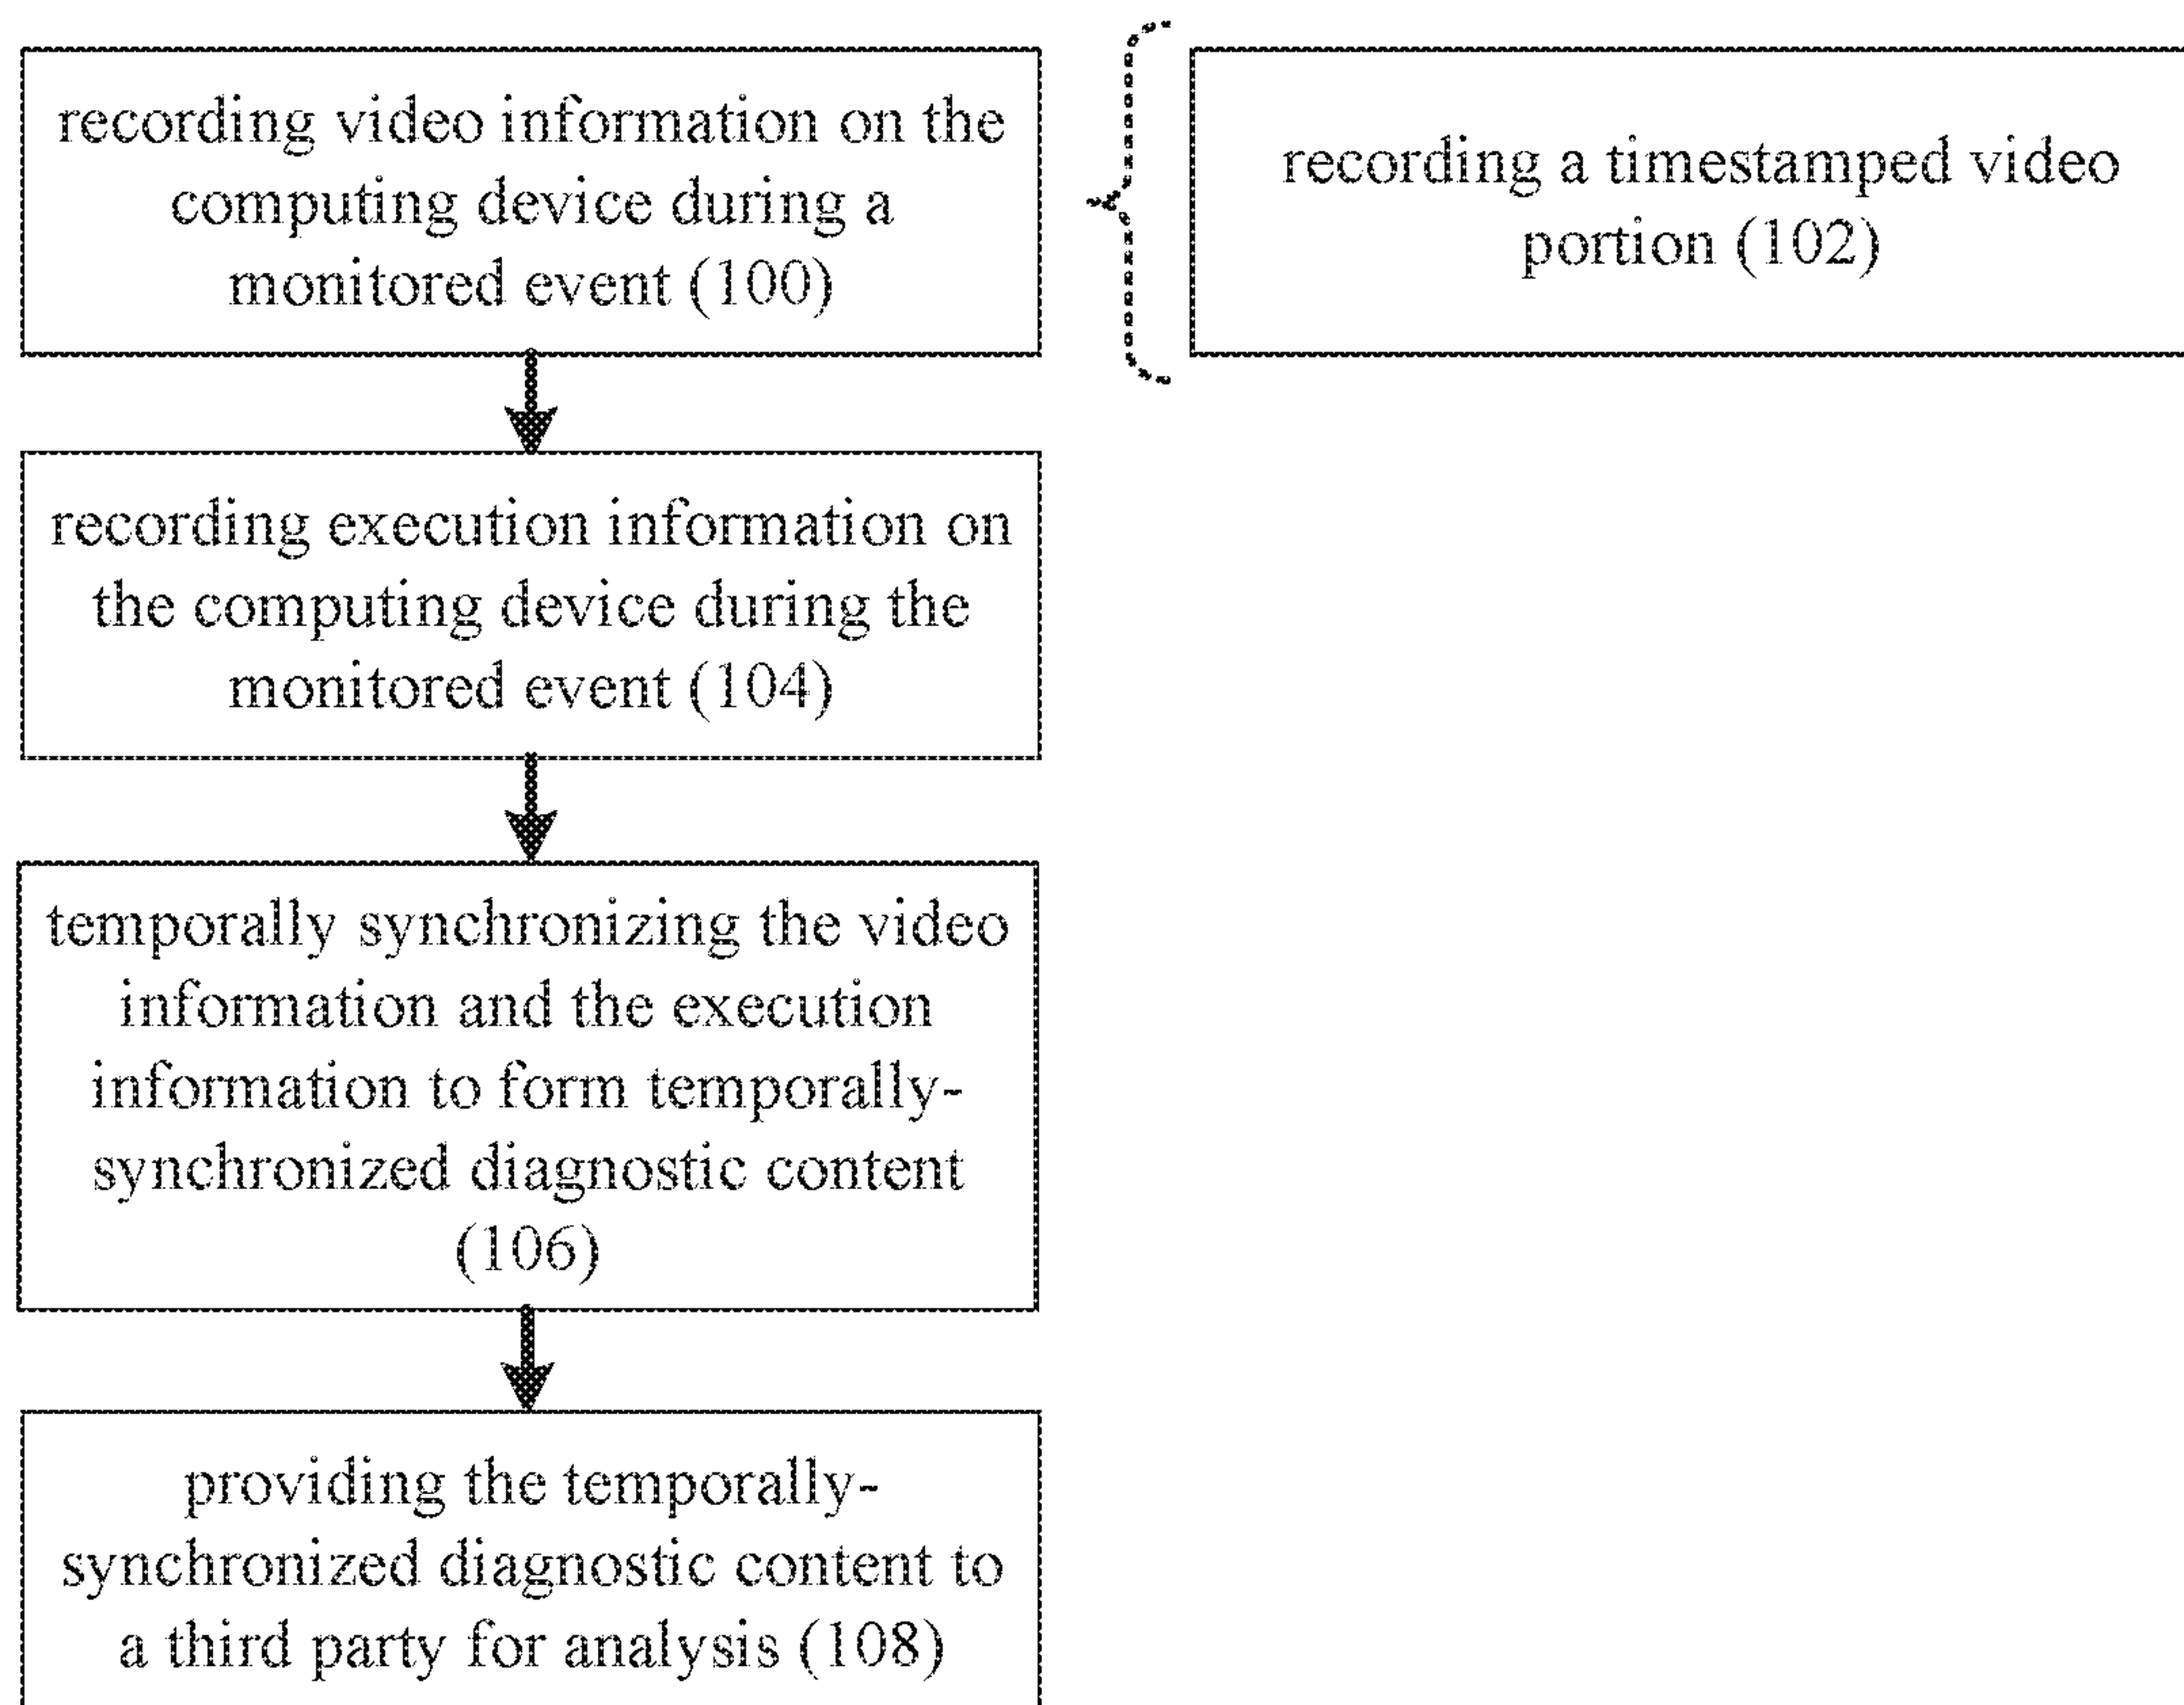 recording video information on the
computing device during a
monitored event (100)
recording a timestamped video
portion (102)
recording execution information on
the computing device during the
monitored event (104)
temporally synchronizing the video
information and the execution
information to form temporally-
synchronized diagnostic content
(106)
providing the temporally-
synchronized diagnostic content to
a third party for analysis (108)